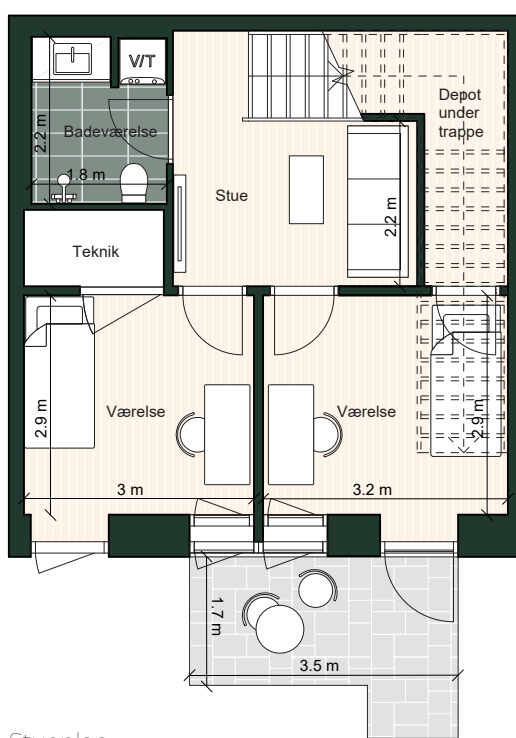 V/T
Badeværelse
2.2 m
1.8 m
Depot
under
trappe
Stue
2.2 m
Teknik
Værelse
2.9 m
3 m
Værelse
2.9 m
3.2 m
1.7 m
3.5 m